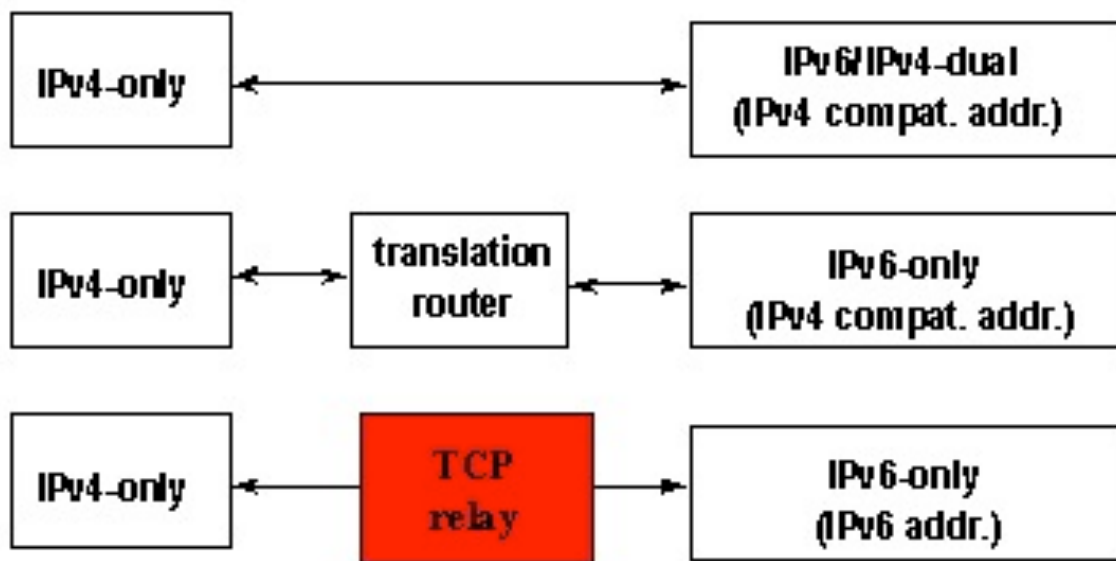 IPv4-only
IPv6/IPv4-dual
(IPv4 compat. addr.)
IPv4-only
translation
router
IPv6-only
(IPv4 compat. addr.)
IPv4-only
TCP
relay
IPv6-only
(IPv6 addr.)